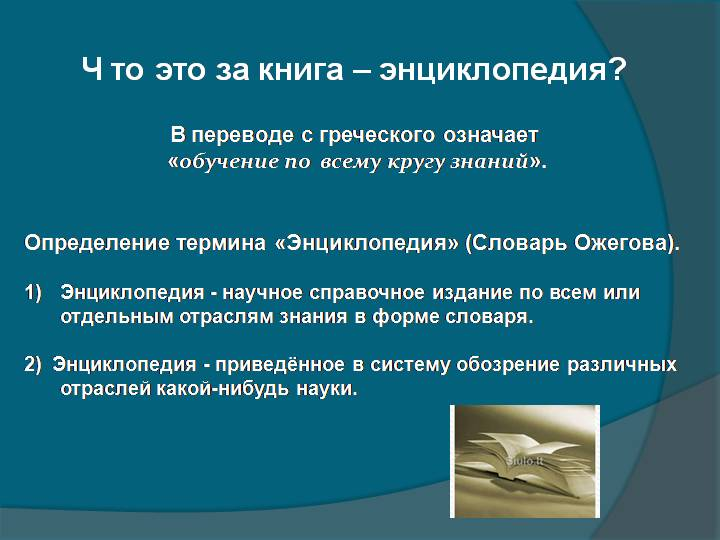 Ч то это за книга – энциклопедия?
В переводе с греческого означает
«обучение по всему кругу знаний».
Определение термина «Энциклопедия» (Словарь Ожегова).
1) Энциклопедия - научное справочное издание по всем или
отдельным отраслям знания в форме словаря.
2) Энциклопедия - приведённое в систему обозрение различных
отраслей какой-нибудь науки.